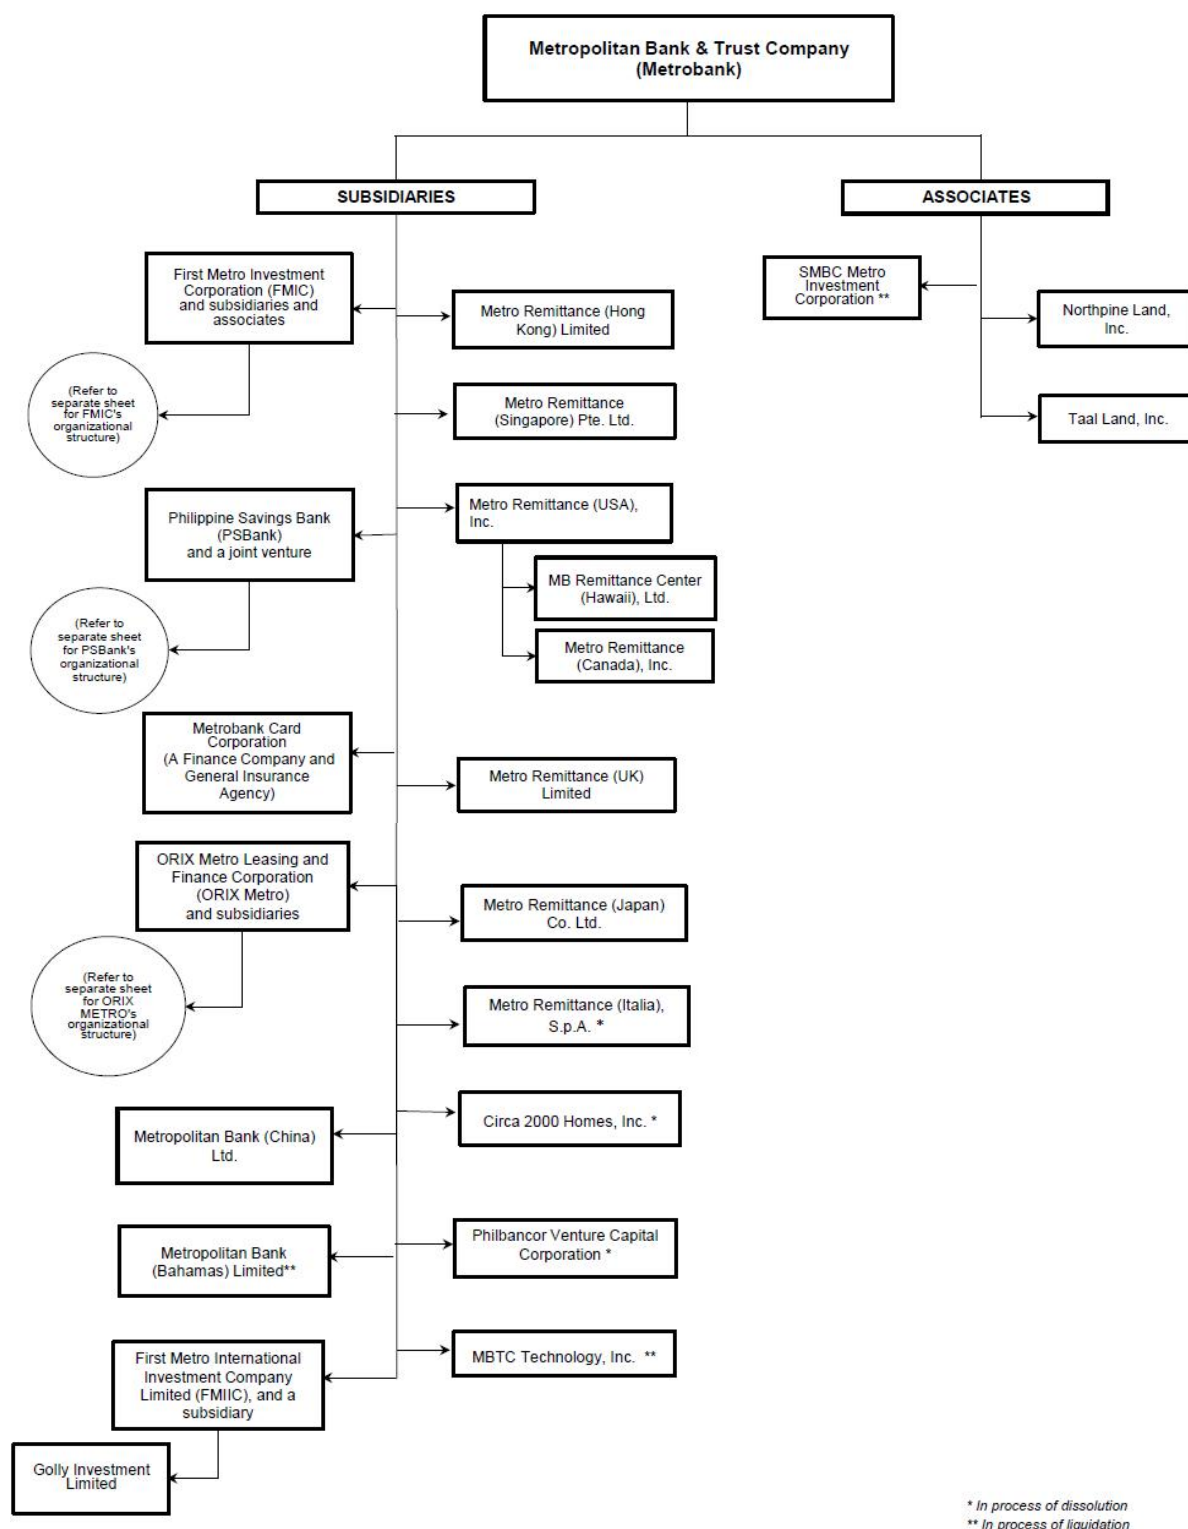 Metropolitan Bank & Trust Company
(Metrobank)
SUBSIDIARIES
ASSOCIATES
First Metro Investment
Corporation (FMIC)
and subsidiaries and
associates
(Refer to
separate sheet
for FMIC's
organizational
structure)
Philippine Savings Bank
(PSBank)
and a joint venture
(Refer to
separate sheet
for PSBank's
organizational
structure)
Metrobank Card
Corporation
(A Finance Company and
General Insurance
Agency)
ORIX Metro Leasing and
Finance Corporation
(ORIX Metro)
and subsidiaries
(Refer to
separate sheet
for ORIX
METRO's
organizational
structure)
Metropolitan Bank (China)
Ltd.
Metropolitan Bank
(Bahamas) Limited**
First Metro International
Investment Company
Limited (FMIIC), and a
subsidiary
Golly Investment
Limited
Metro Remittance (Hong
Kong) Limited
Metro Remittance
(Singapore) Pte. Ltd.
Metro Remittance (USA),
Inc.
MB Remittance Center
(Hawaii), Ltd.
Metro Remittance
(Canada), Inc.
Metro Remittance (UK)
Limited
Metro Remittance (Japan)
Co. Ltd.
Metro Remittance (Italia),
S.p.A. *
Circa 2000 Homes, Inc. *
Philbancor Venture Capital
Corporation *
MBTC Technology, Inc. **
SMBC Metro
Investment
Corporation **
Northpine Land,
Inc.
Taal Land, Inc.
* In process of dissolution
** In process of liquidation